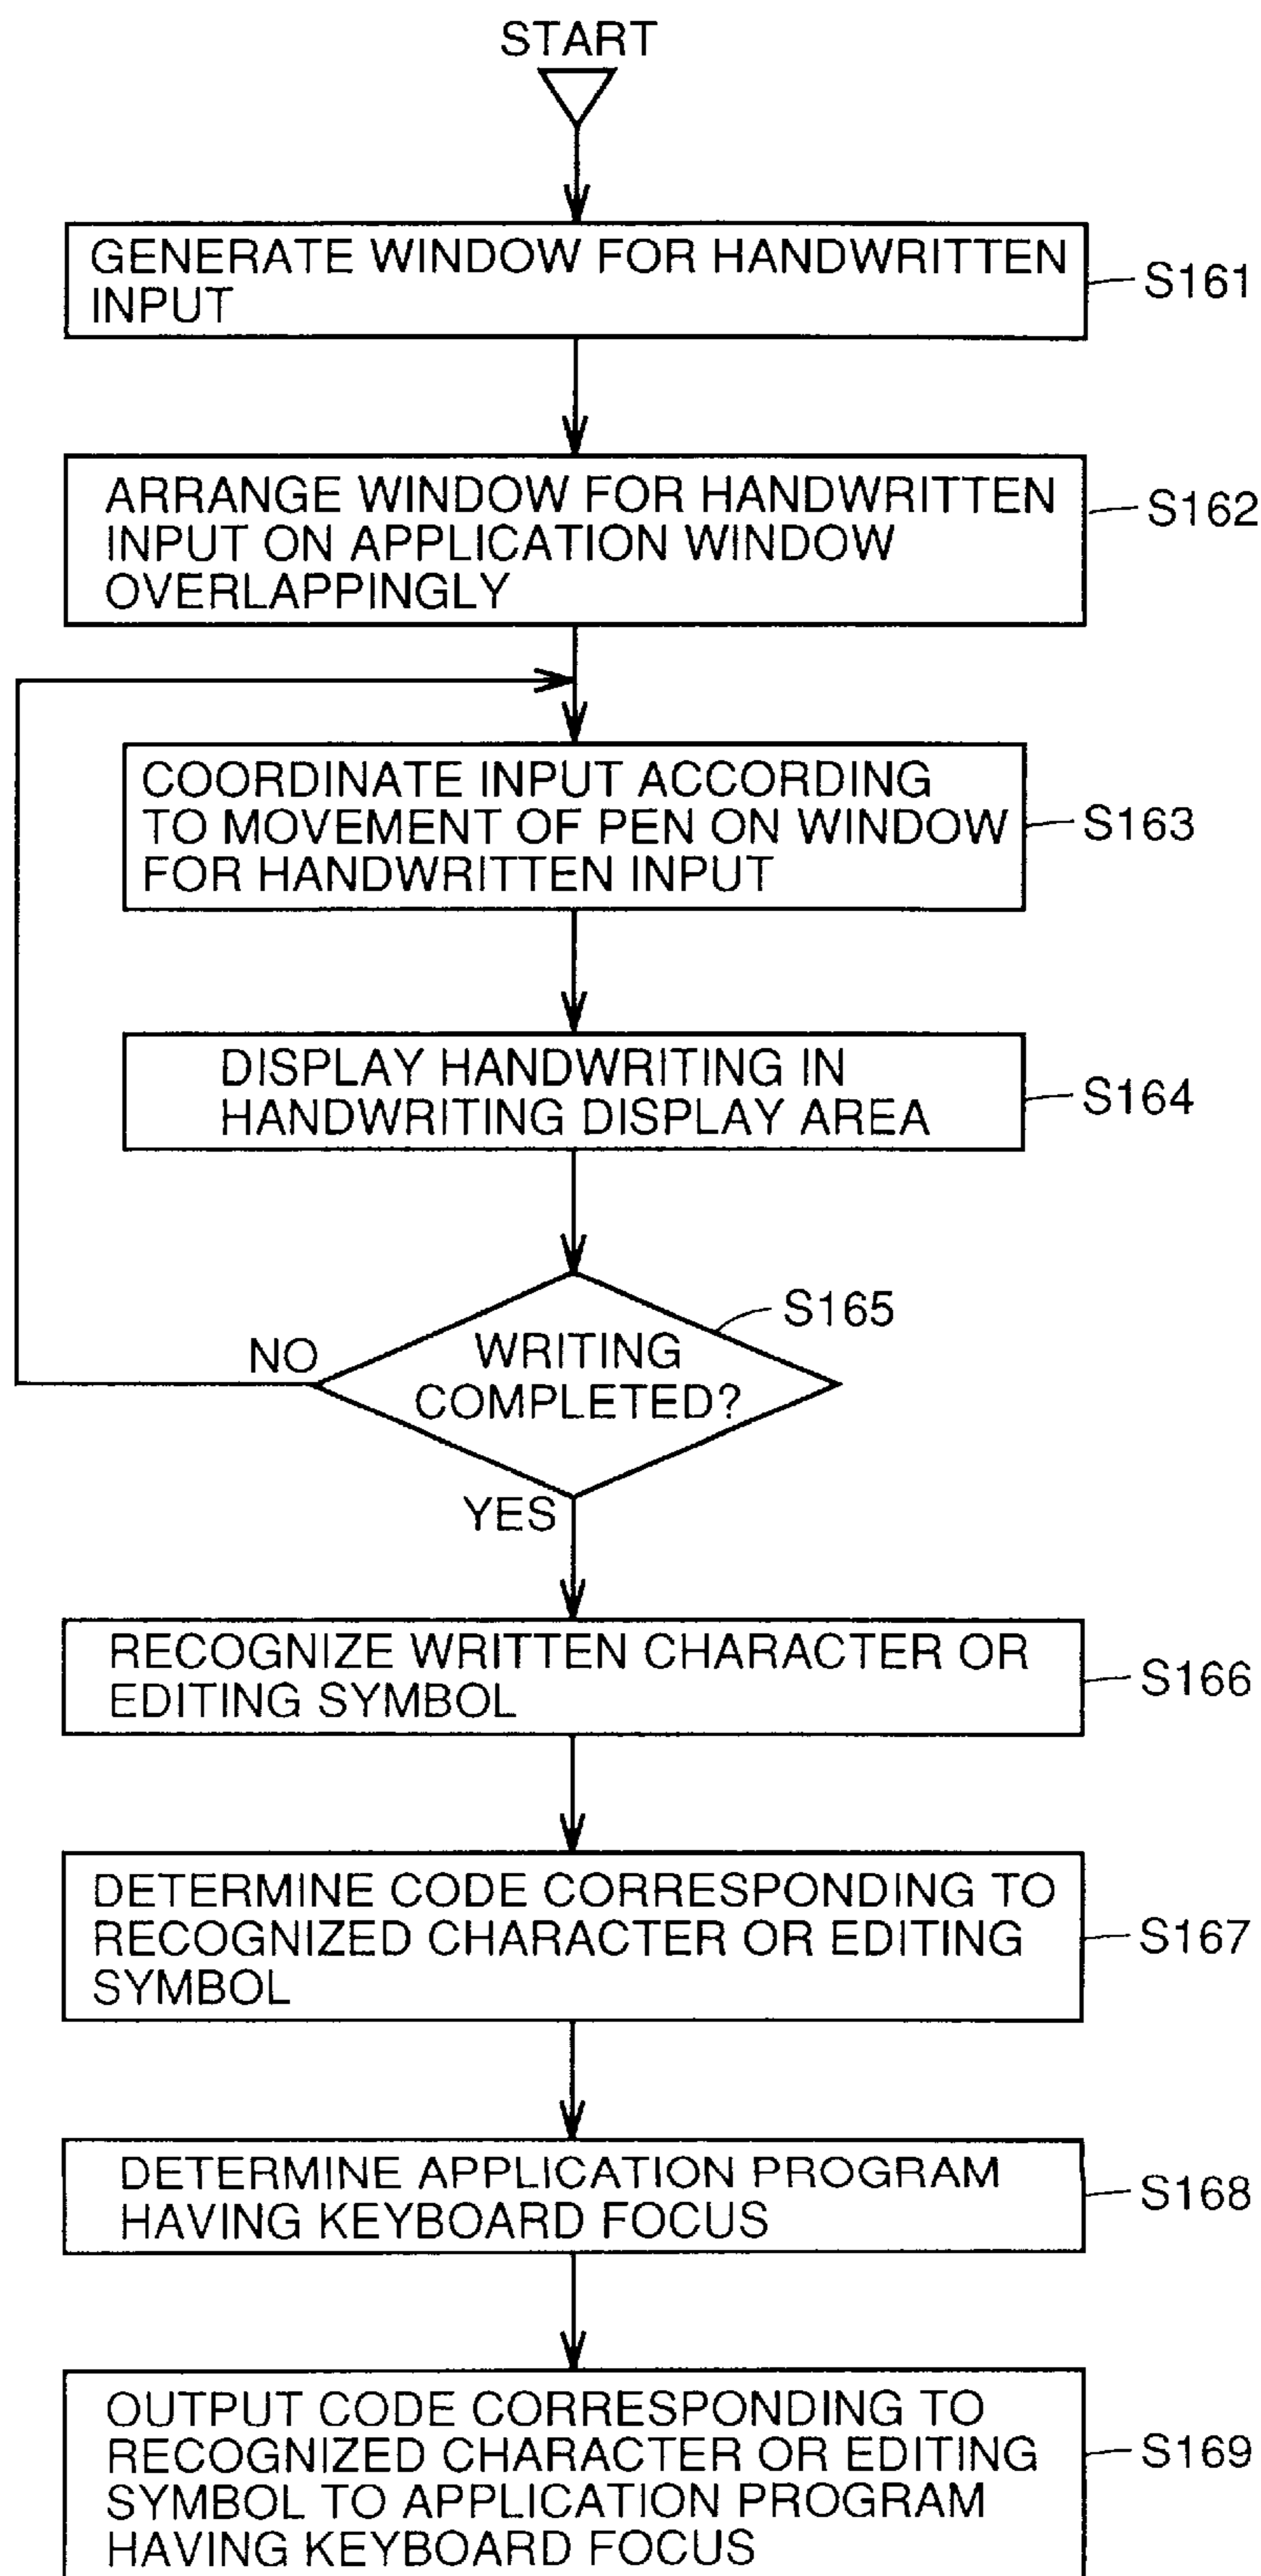 START
GENERATE WINDOW FOR HANDWRITTEN
INPUT
S161
ARRANGE WINDOW FOR HANDWRITTEN
INPUT ON APPLICATION WINDOW
OVERLAPPINGLY
S162
COORDINATE INPUT ACCORDING
TO MOVEMENT OF PEN ON WINDOW
FOR HANDWRITTEN INPUT
S163
DISPLAY HANDWRITING IN
HANDWRITING DISPLAY AREA
S164
S165
NO
WRITING
COMPLETED?
YES
RECOGNIZE WRITTEN CHARACTER OR
EDITING SYMBOL
S166
DETERMINE CODE CORRESPONDING TO
RECOGNIZED CHARACTER OR EDITING
SYMBOL
S167
DETERMINE APPLICATION PROGRAM
HAVING KEYBOARD FOCUS
S168
OUTPUT CODE CORRESPONDING TO
RECOGNIZED CHARACTER OR EDITING
SYMBOL TO APPLICATION PROGRAM
HAVING KEYBOARD FOCUS
S169